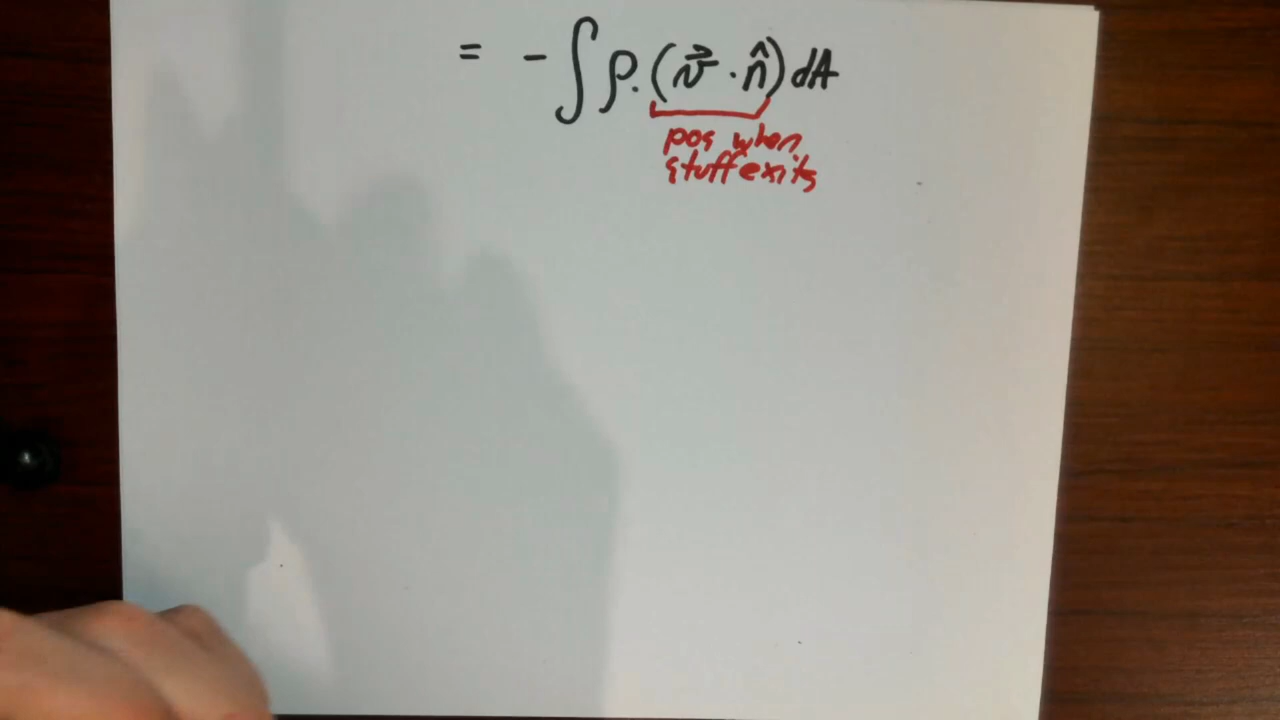 = - ∫ ρ · (v⃗ · n̂) dA
pos when
stuff exits